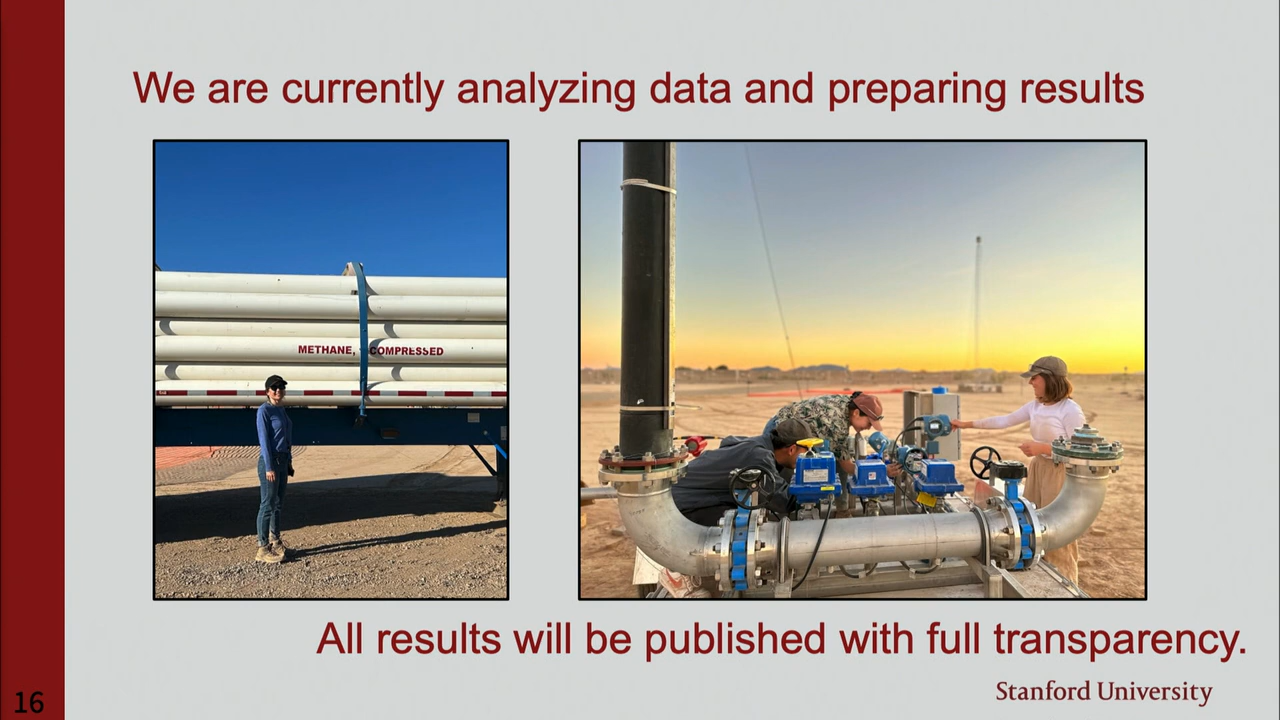 We are currently analyzing data and preparing results
METHANE, COMPRESSED
All results will be published with full transparency.
Stanford University
16